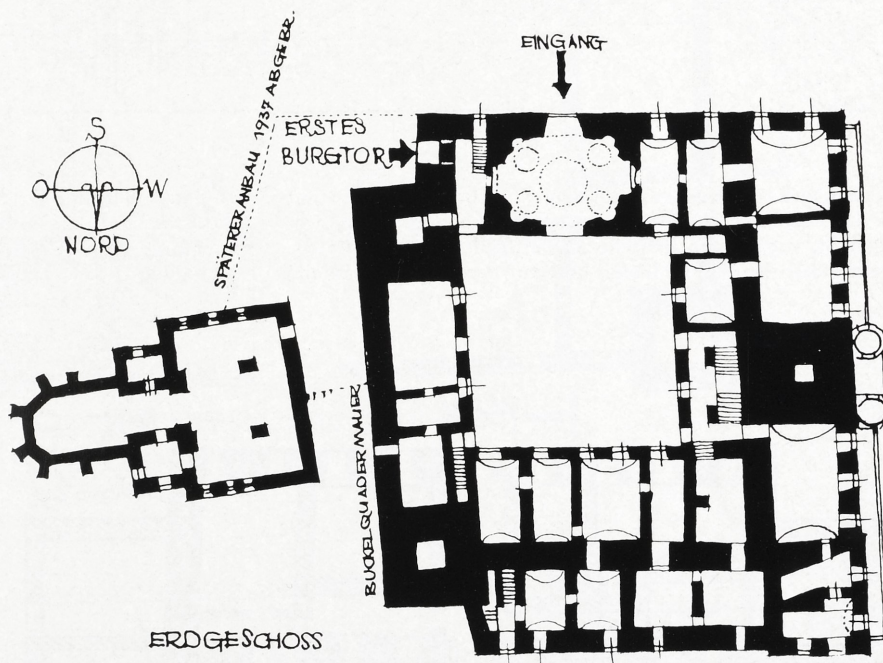 EINGANG
SPÄTERER ANBAU 1937 ABGEBR.
ERSTES
BURGTOR
S
O
W
NORD
BUCKELQUADERMAUER
ERDGESCHOSS